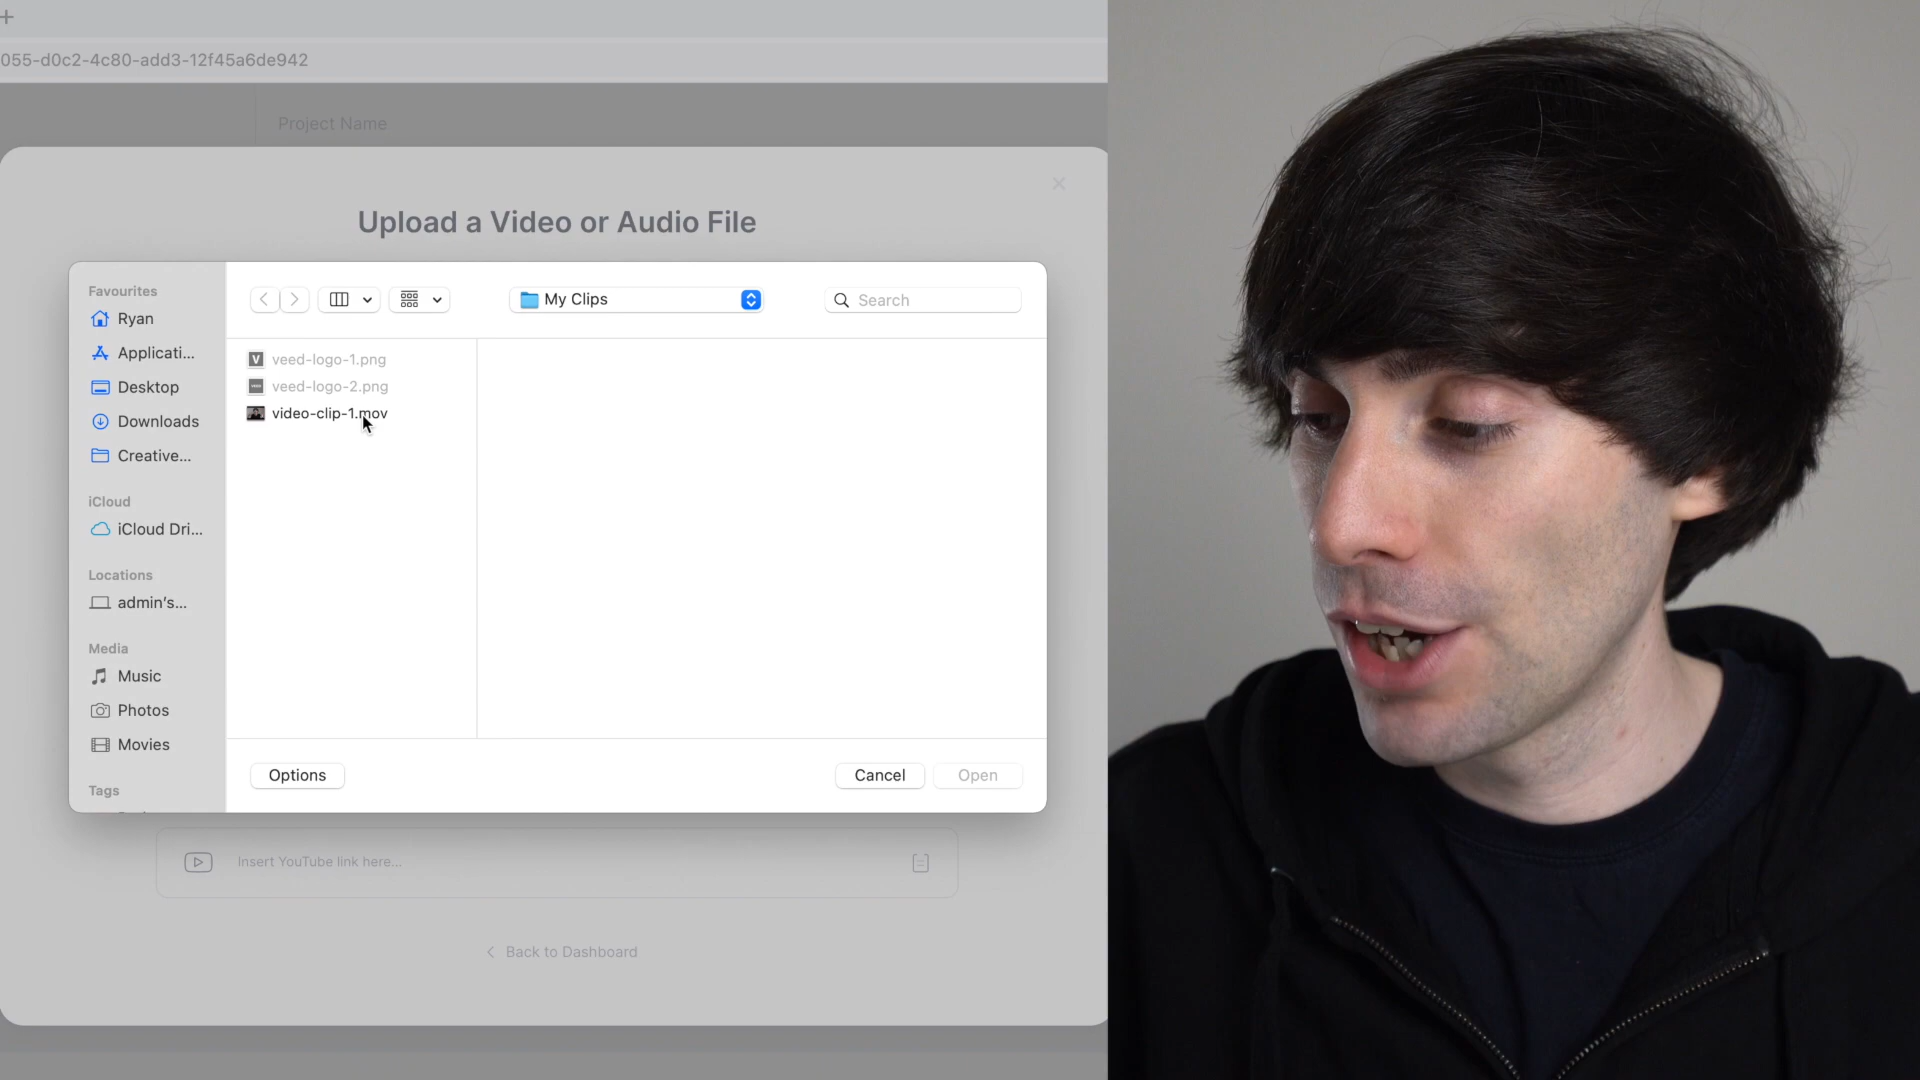 055-d0c2-4c80-add3-12f45a6de942
Project Name
Upload a Video or Audio File
Favourites
Ryan
Applicati...
Desktop
Downloads
Creative...
iCloud
iCloud Dri...
Locations
admin's...
Media
Music
Photos
Movies
Tags
My Clips
Search
veed-logo-1.png
veed-logo-2.png
video-clip-1.mov
Options
Cancel
Open
Insert YouTube link here...
Back to Dashboard